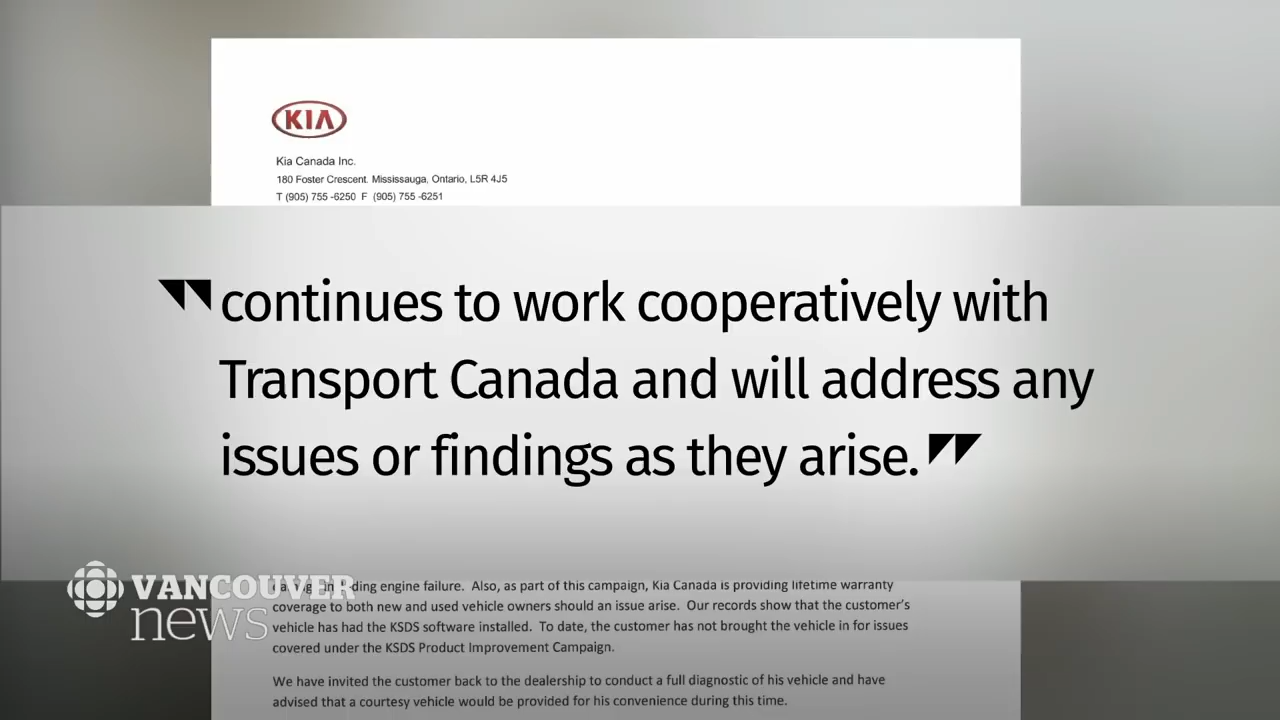 KIA
Kia Canada Inc.
180 Foster Crescent. Mississauga, Ontario, L5R 4J5
T (905) 755 -6250 F (905) 755 -6251
"continues to work cooperatively with
Transport Canada and will address any
issues or findings as they arise."
engine failure. Also, as part of this campaign, Kia Canada is providing lifetime warranty
coverage to both new and used vehicle owners should an issue arise. Our records show that the customer's
vehicle has had the KSDS software installed. To date, the customer has not brought the vehicle in for issues
covered under the KSDS Product Improvement Campaign.
We have invited the customer back to the dealership to conduct a full diagnostic of his vehicle and have
advised that a courtesy vehicle would be provided for his convenience during this time.
VANCOUVER
news